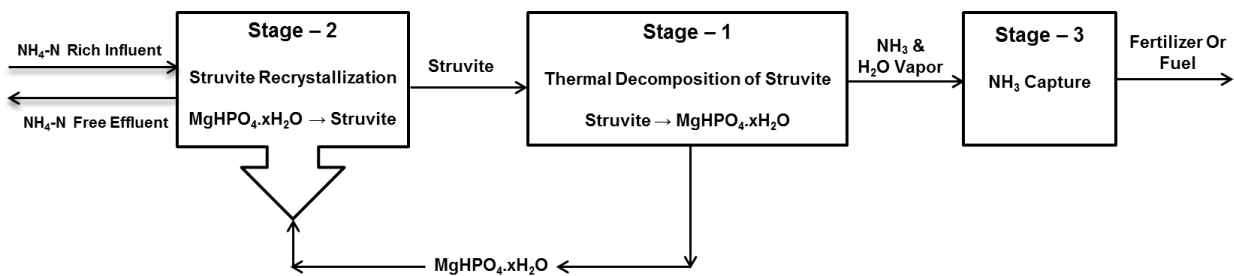 NH₄-N Rich Influent
NH₄-N Free Effluent
Stage – 2
Struvite Recrystallization
MgHPO₄.xH₂O → Struvite
Struvite
Stage – 1
Thermal Decomposition of Struvite
Struvite → MgHPO₄.xH₂O
NH₃ &
H₂O Vapor
Stage – 3
NH₃ Capture
Fertilizer Or
Fuel
MgHPO₄.xH₂O